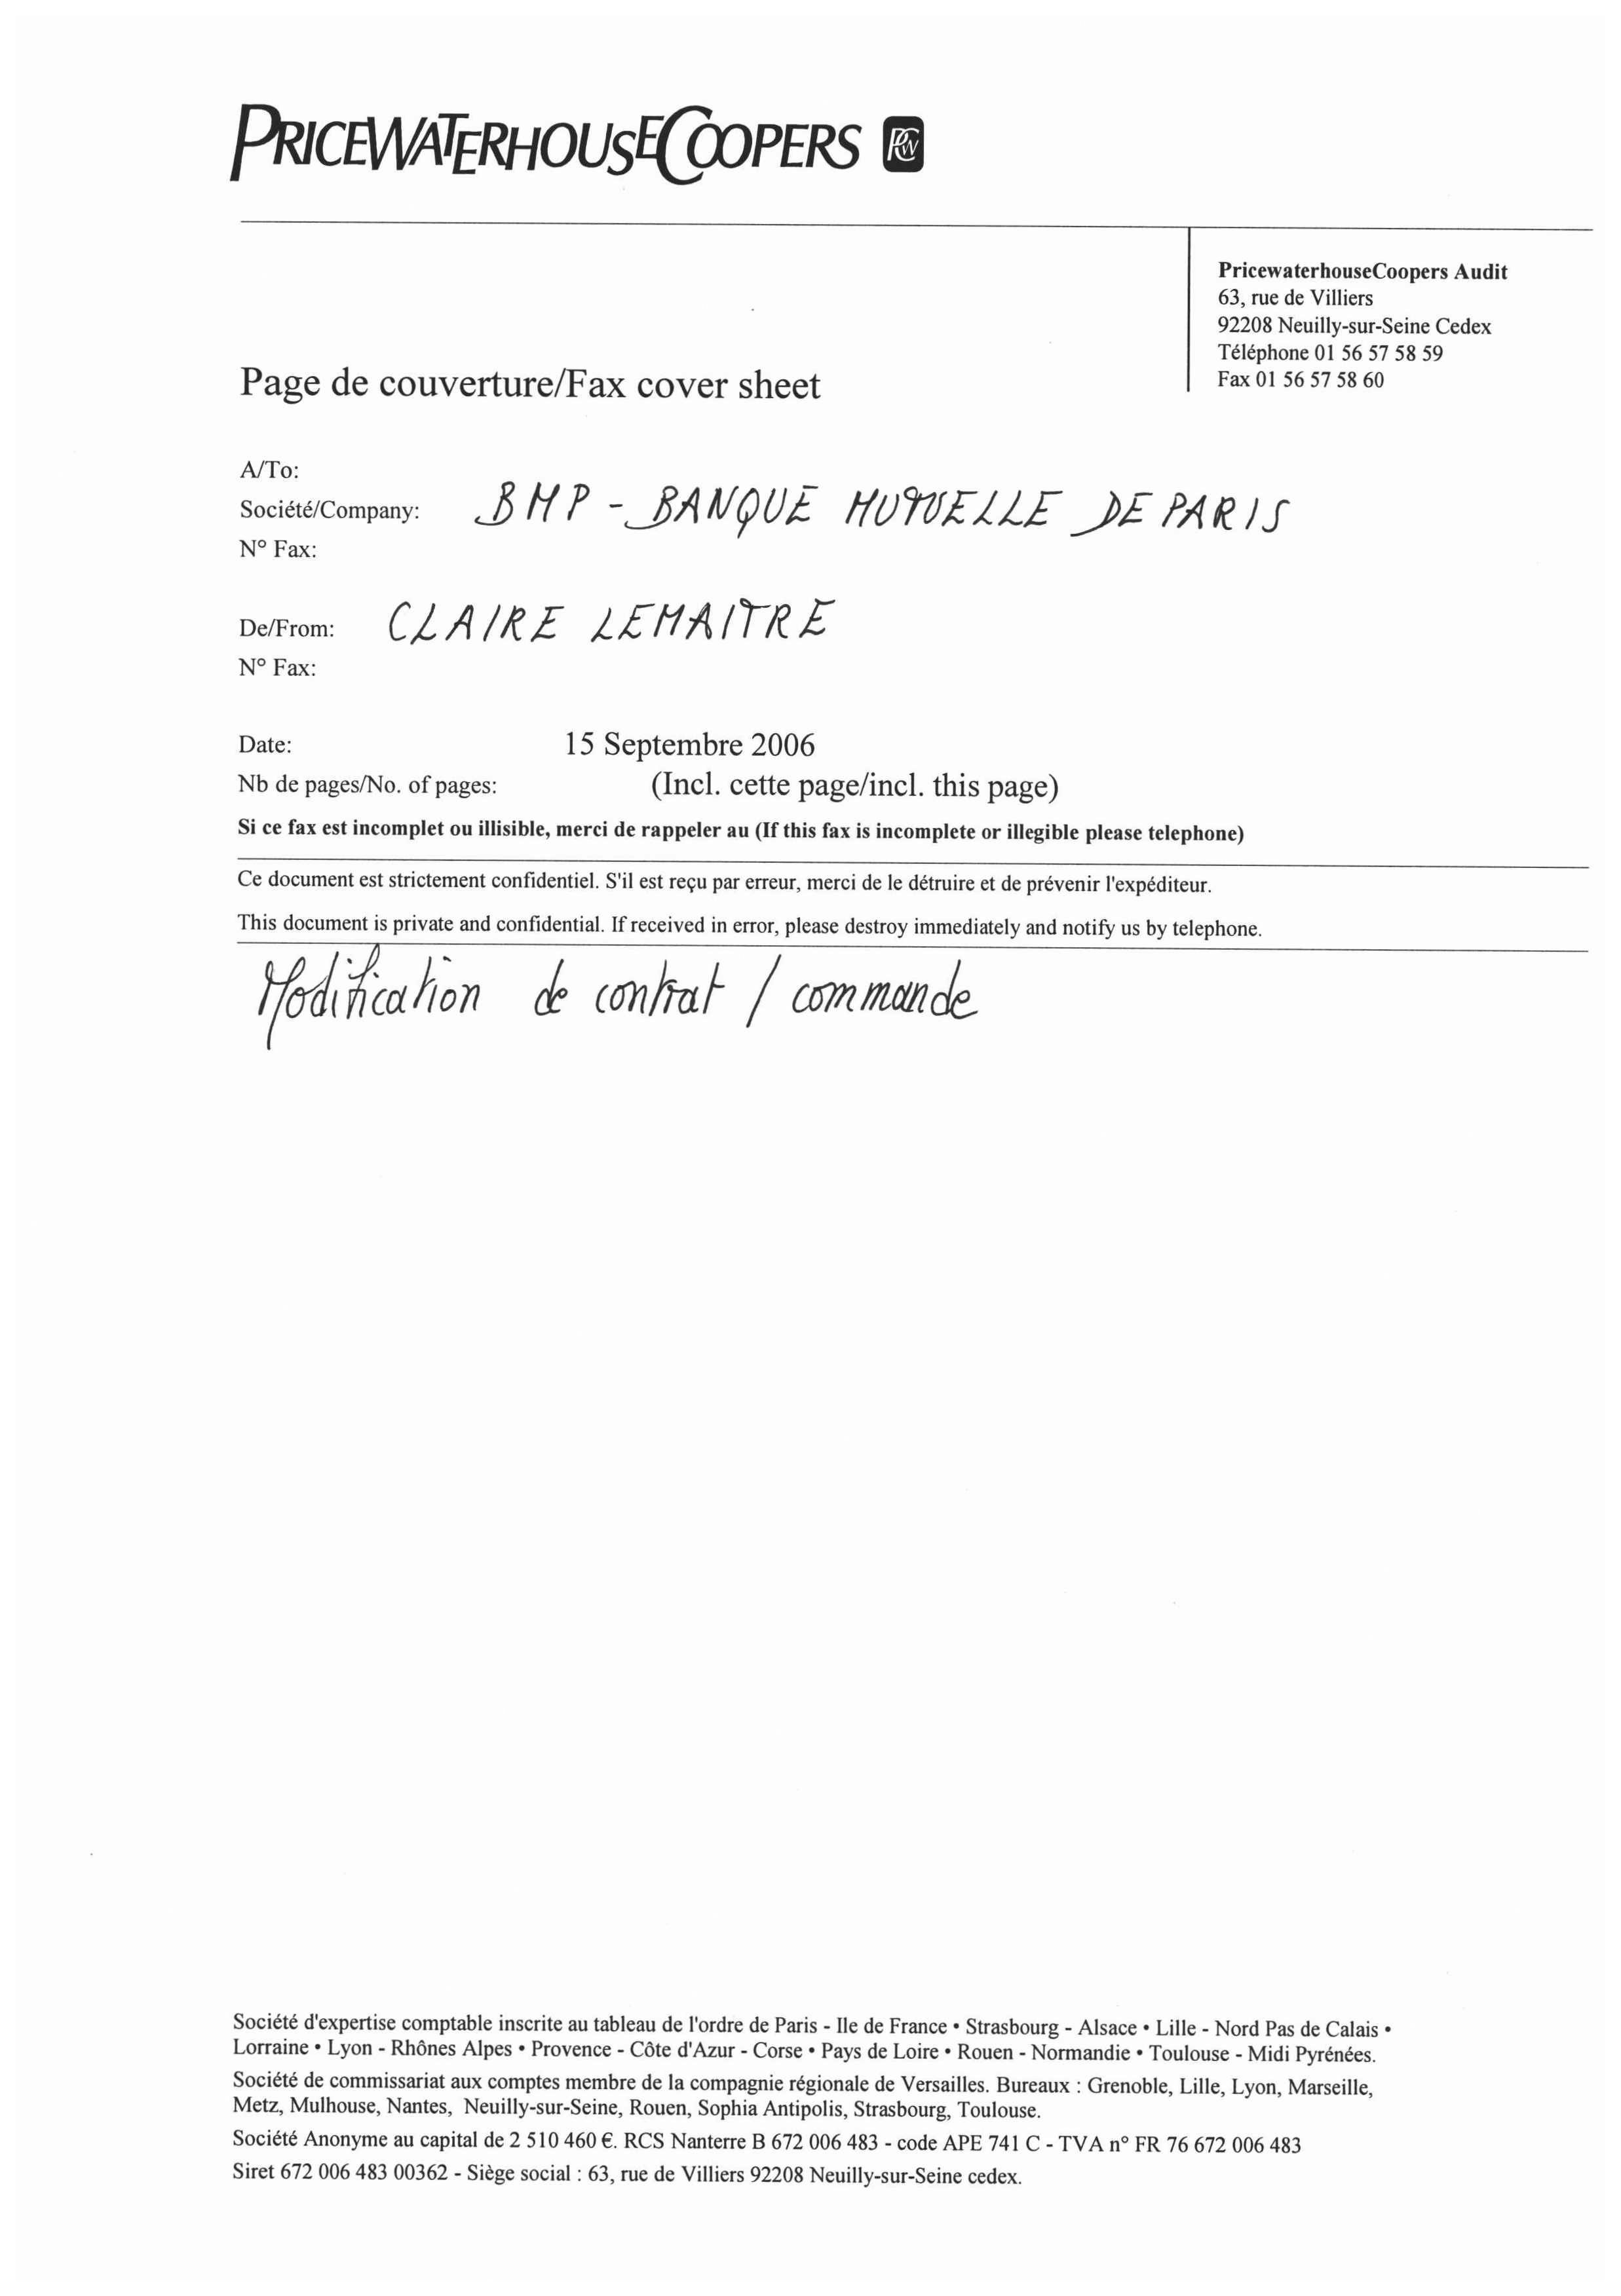 PRICEWATERHOUSECOOPERS PCW
PricewaterhouseCoopers Audit
63, rue de Villiers
92208 Neuilly-sur-Seine Cedex
Téléphone 01 56 57 58 59
Fax 01 56 57 58 60
Page de couverture/Fax cover sheet
A/To:
Société/Company: BMP - BANQUE MUTUELLE DE PARIS
N° Fax:
De/From: CLAIRE LEMAITRE
N° Fax:
Date: 15 Septembre 2006
Nb de pages/No. of pages: (Incl. cette page/incl. this page)
Si ce fax est incomplet ou illisible, merci de rappeler au (If this fax is incomplete or illegible please telephone)
Ce document est strictement confidentiel. S'il est reçu par erreur, merci de le détruire et de prévenir l'expéditeur.
This document is private and confidential. If received in error, please destroy immediately and notify us by telephone.
Modification de contrat / commande
Société d'expertise comptable inscrite au tableau de l'ordre de Paris - Ile de France • Strasbourg - Alsace • Lille - Nord Pas de Calais •
Lorraine • Lyon - Rhônes Alpes • Provence - Côte d'Azur - Corse • Pays de Loire • Rouen - Normandie • Toulouse - Midi Pyrénées.
Société de commissariat aux comptes membre de la compagnie régionale de Versailles. Bureaux : Grenoble, Lille, Lyon, Marseille,
Metz, Mulhouse, Nantes, Neuilly-sur-Seine, Rouen, Sophia Antipolis, Strasbourg, Toulouse.
Société Anonyme au capital de 2 510 460 €. RCS Nanterre B 672 006 483 - code APE 741 C - TVA n° FR 76 672 006 483
Siret 672 006 483 00362 - Siège social : 63, rue de Villiers 92208 Neuilly-sur-Seine cedex.